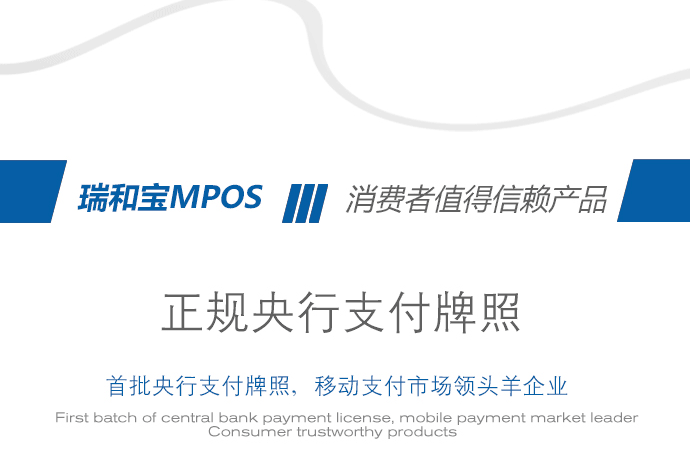 瑞和宝MPOS 消费者值得信赖产品
正规央行支付牌照
首批央行支付牌照，移动支付市场领头羊企业
First batch of central bank payment license, mobile payment market leader
Consumer trustworthy products